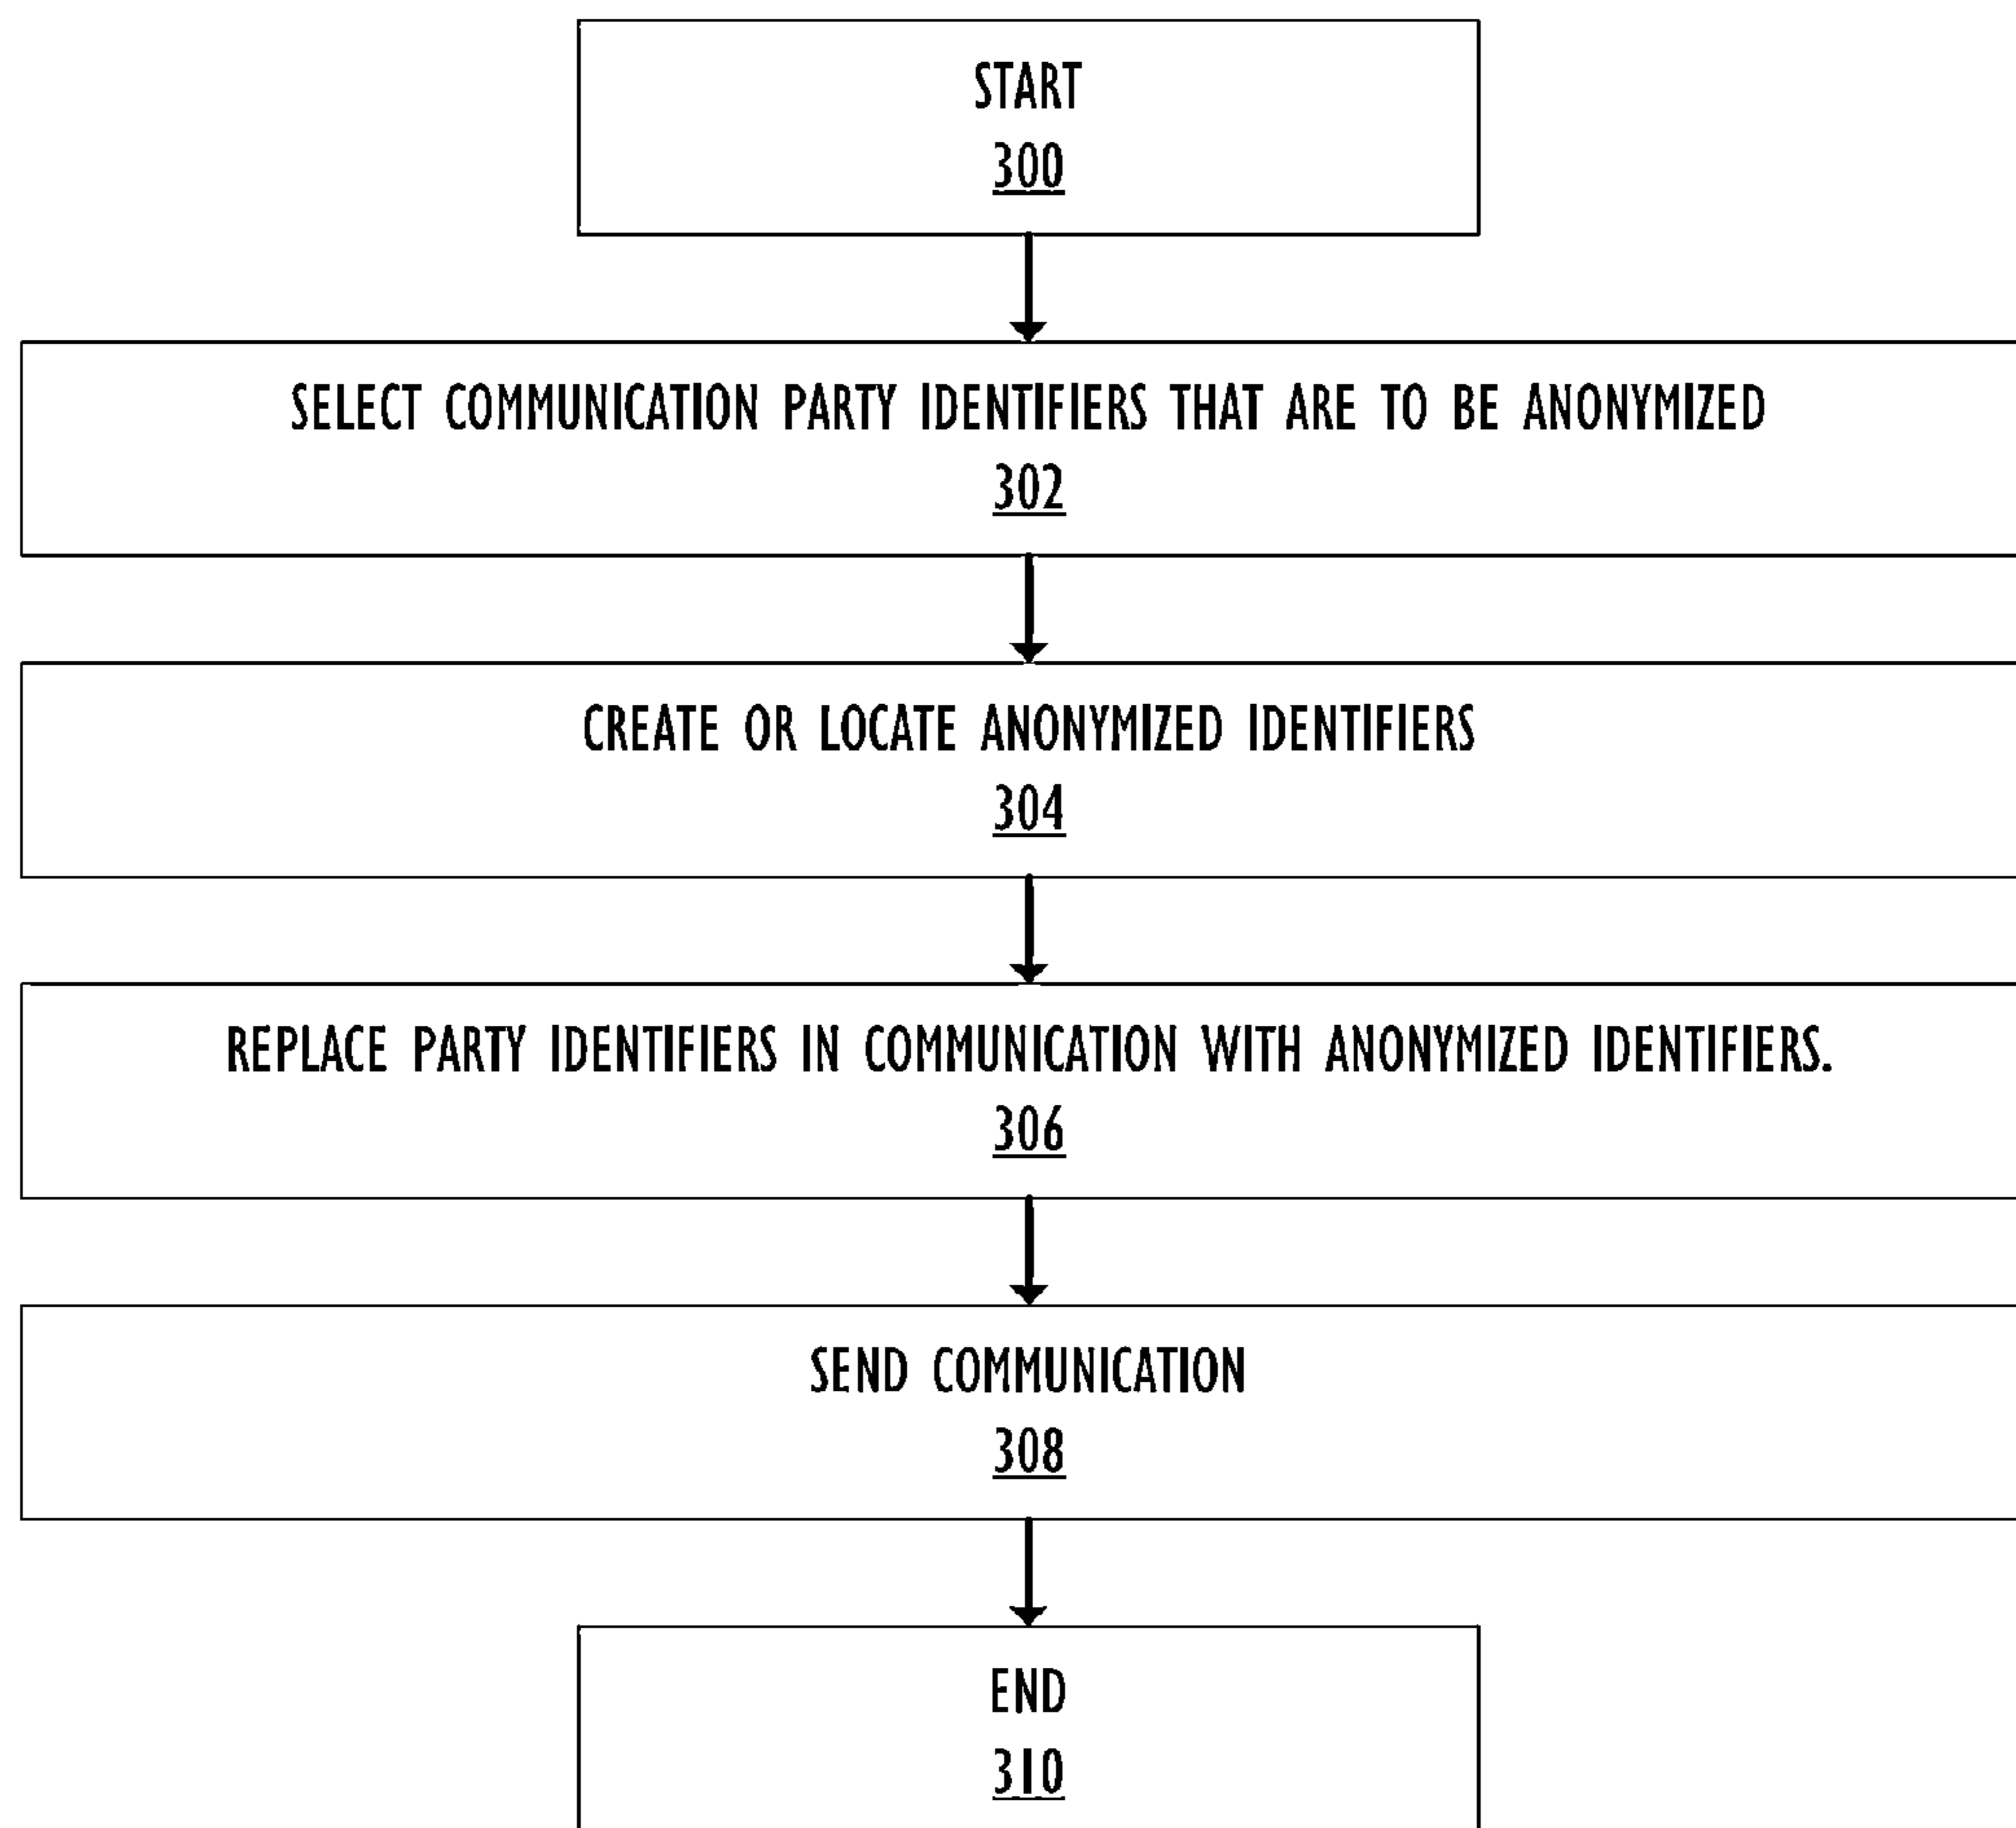 START
300
SELECT COMMUNICATION PARTY IDENTIFIERS THAT ARE TO BE ANONYMIZED
302
CREATE OR LOCATE ANONYMIZED IDENTIFIERS
304
REPLACE PARTY IDENTIFIERS IN COMMUNICATION WITH ANONYMIZED IDENTIFIERS.
306
SEND COMMUNICATION
308
END
310